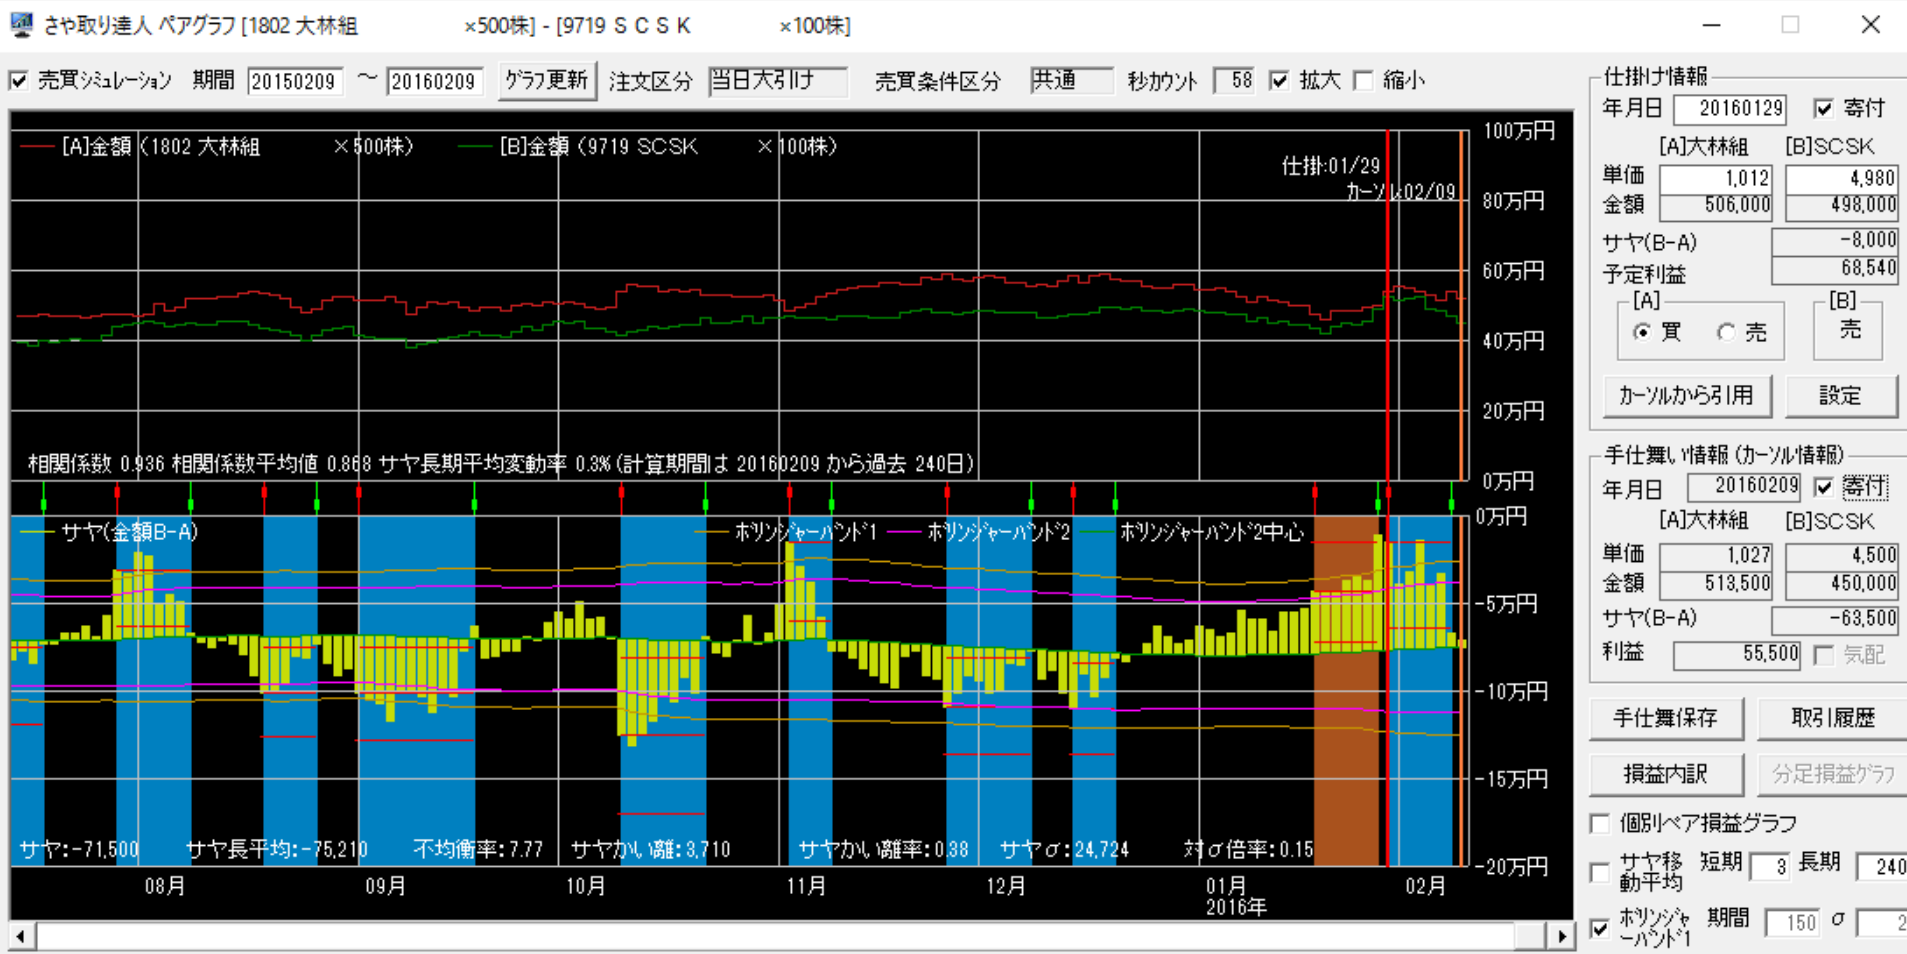 さや取り達人 ペアグラフ [1802 大林組 ×500株] - [9719 ＳＣＳＫ ×100株]
売買シミュレーション 期間 20150209 ～ 20160209 グラフ更新 注文区分 当日大引け 売買条件区分 共通 秒カウント 58 拡大 縮小
[A]金額(1802 大林組 ×500株) [B]金額(9719 SCSK ×100株)
100万円
仕掛:01/29
カーソル:02/09
80万円
60万円
40万円
20万円
相関係数 0.936 相関係数平均値 0.868 サヤ長期平均変動率 0.3%(計算期間は 20160209 から過去 240日)
0万円
0万円
サヤ(金額B-A) ボリンジャーバンド1 ボリンジャーバンド2 ボリンジャーバンド2中心
-5万円
-10万円
-15万円
サヤ:-71,500 サヤ長平均:-75,210 不均衡率:7.77 サヤかい離:3,710 サヤかい離率:0.38 サヤσ:24,724 対σ倍率:0.15
-20万円
08月 09月 10月 11月 12月 01月 02月
2016年
仕掛け情報
年月日 20160129 寄付
[A]大林組 [B]SCSK
単価 1,012 4,980
金額 506,000 498,000
サヤ(B-A) -8,000
予定利益 68,540
[A] [B]
買 売 売
カーソルから引用 設定
手仕舞い情報(カーソル情報)
年月日 20160209 寄付
[A]大林組 [B]SCSK
単価 1,027 4,500
金額 513,500 450,000
サヤ(B-A) -63,500
利益 55,500 気配
手仕舞保存 取引履歴
損益内訳 分足損益グラフ
個別ペア損益グラフ
サヤ移動平均 短期 3 長期 240
ボリンジャーバンド1 期間 150 σ 2